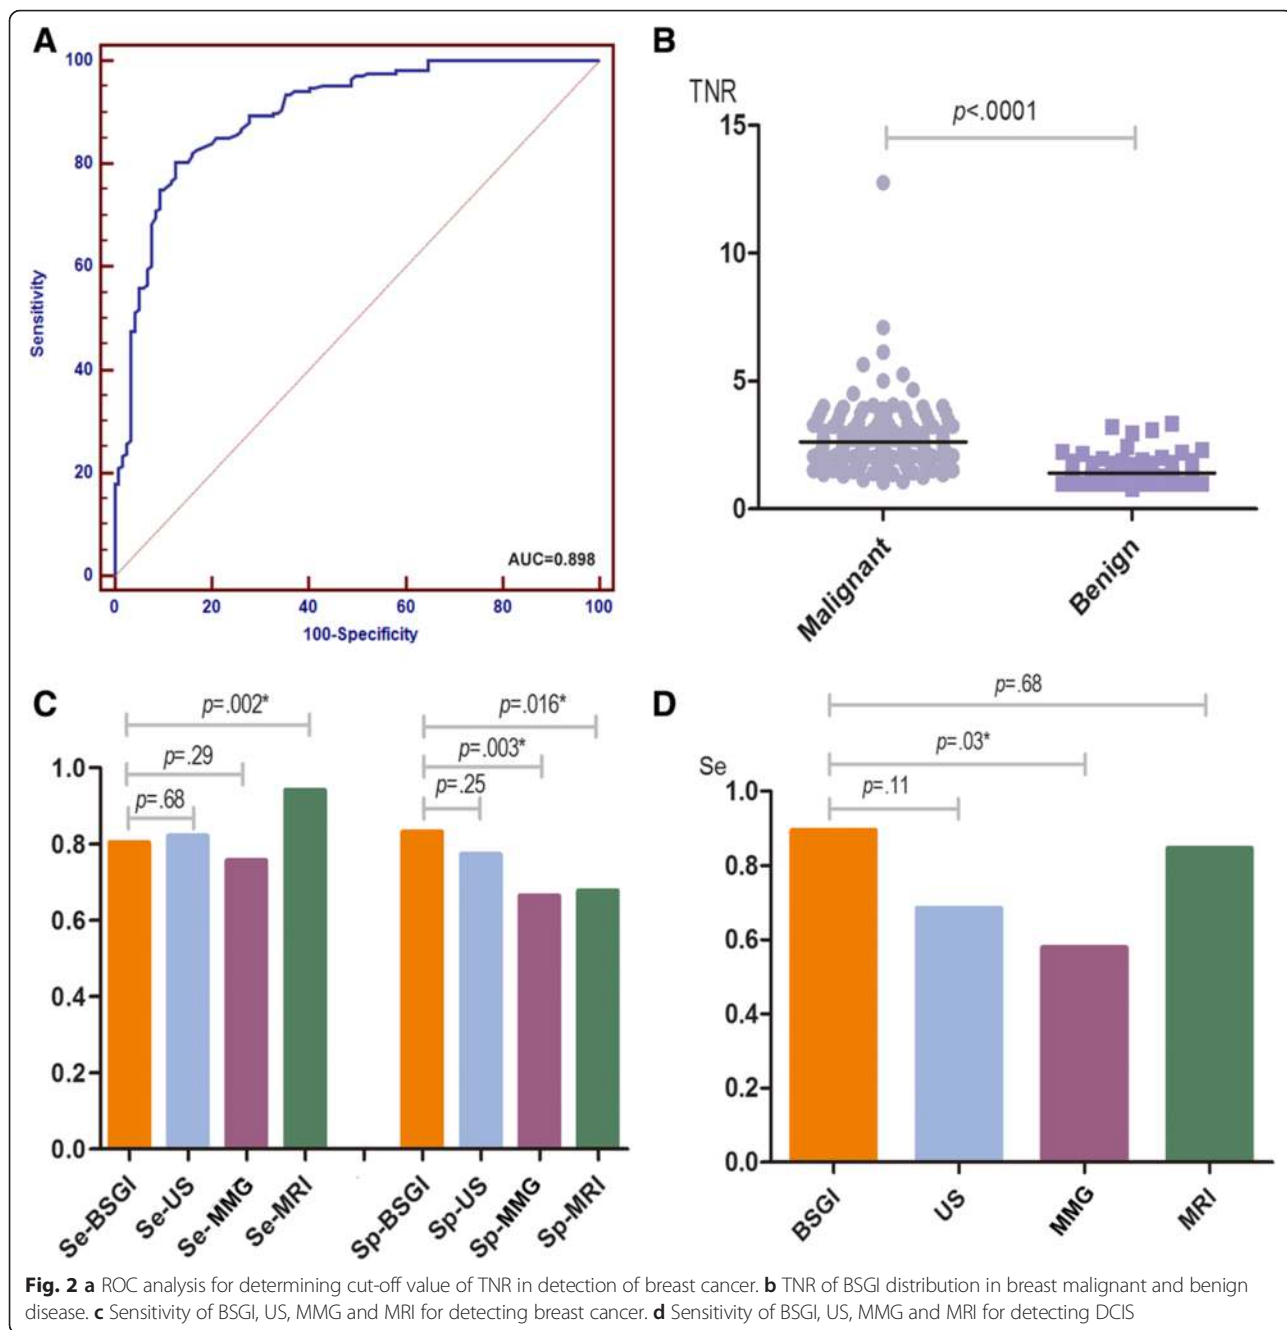 A
100
80
60
40
20
0
Sensitivity
AUC=0.898
0 20 40 60 80 100
100-Specificity
B
TNR
p<.0001
15
10
5
0
Malignant
Benign
C
p=.002*
p=.29
p=.68
p=.016*
p=.003*
p=.25
1.0
0.8
0.6
0.4
0.2
0.0
Se-BSGI
Se-US
Se- MMG
Se-MRI
Sp-BSGI
Sp-US
Sp-MMG
Sp-MRI
D
p=.68
p=.03*
p=.11
Se
1.0
0.8
0.6
0.4
0.2
0.0
BSGI
US
MMG
MRI
Fig. 2 a ROC analysis for determining cut-off value of TNR in detection of breast cancer. b TNR of BSGI distribution in breast malignant and benign
disease. c Sensitivity of BSGI, US, MMG and MRI for detecting breast cancer. d Sensitivity of BSGI, US, MMG and MRI for detecting DCIS